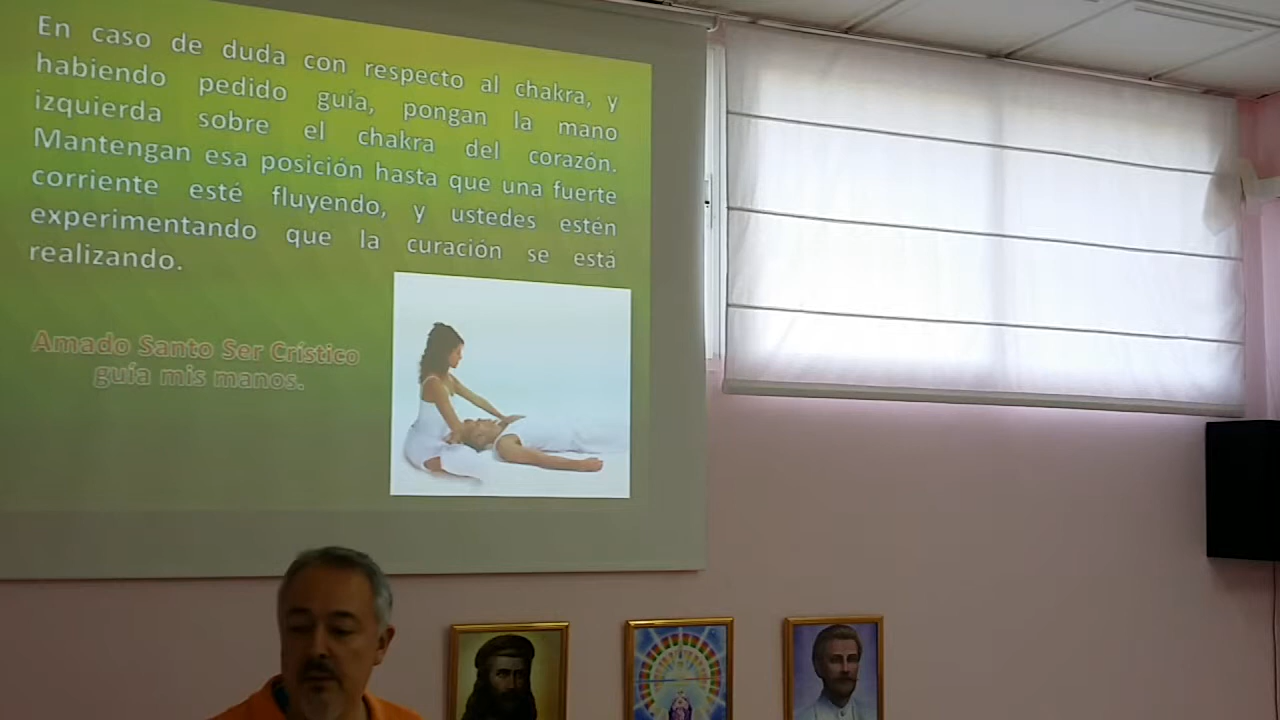 En caso de duda con respecto al chakra, y
habiendo pedido guía, pongan la mano
izquierda sobre el chakra del corazón.
Mantengan esa posición hasta que una fuerte
corriente esté fluyendo, y ustedes estén
experimentando que la curación se está
realizando.
Amado Santo Ser Crístico
guía mis manos.